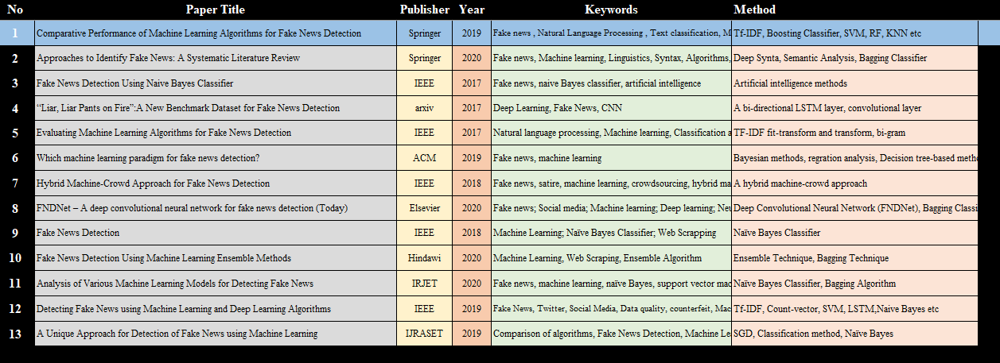 No Paper Title Publisher Year Keywords Method
1 Comparative Performance of Machine Learning Algorithms for Fake News Detection Springer 2019 Fake news , Natural Language Processing , Text classification, M Tf-IDF, Boosting Classifier, SVM, RF, KNN etc
2 Approaches to Identify Fake News: A Systematic Literature Review Springer 2020 Fake news, Machine learning, Linguistics, Syntax, Algorithms, Deep Synta, Semantic Analysis, Bagging Classifier
3 Fake News Detection Using Naive Bayes Classifier IEEE 2017 Fake news, naive Bayes classifier, artificial intelligence Artificial intelligence methods
4 “Liar, Liar Pants on Fire”:A New Benchmark Dataset for Fake News Detection arxiv 2017 Deep Learning, Fake News, CNN A bi-directional LSTM layer, convolutional layer
5 Evaluating Machine Learning Algorithms for Fake News Detection IEEE 2017 Natural language processing, Machine learning, Classification a TF-IDF fit-transform and transform, bi-gram
6 Which machine learning paradigm for fake news detection? ACM 2019 Fake news, machine learning Bayesian methods, regration analysis, Decision tree-based metho
7 Hybrid Machine-Crowd Approach for Fake News Detection IEEE 2018 Fake news, satire, machine learning, crowdsourcing, hybrid ma A hybrid machine-crowd approach
8 FNDNet – A deep convolutional neural network for fake news detection (Today) Elsevier 2020 Fake news; Social media; Machine learning; Deep learning; Neu Deep Convolutional Neural Network (FNDNet), Bagging Classi
9 Fake News Detection IEEE 2018 Machine Learning; Naïve Bayes Classifier; Web Scrapping Naïve Bayes Classifier
10 Fake News Detection Using Machine Learning Ensemble Methods Hindawi 2020 Machine Learning, Web Scraping, Ensemble Algorithm Ensemble Technique, Bagging Technique
11 Analysis of Various Machine Learning Models for Detecting Fake News IRJET 2020 Fake news, machine learning, naïve Bayes, support vector mac Naïve Bayes Classifier, Bagging Algorithm
12 Detecting Fake News using Machine Learning and Deep Learning Algorithms IEEE 2019 Fake News, Twitter, Social Media, Data quality, counterfeit, Mac Tf-IDF, Count-vector, SVM, LSTM,Naive Bayes etc
13 A Unique Approach for Detection of Fake News using Machine Learning IJRASET 2019 Comparison of algorithms, Fake News Detection, Machine Le SGD, Classification method, Naïve Bayes